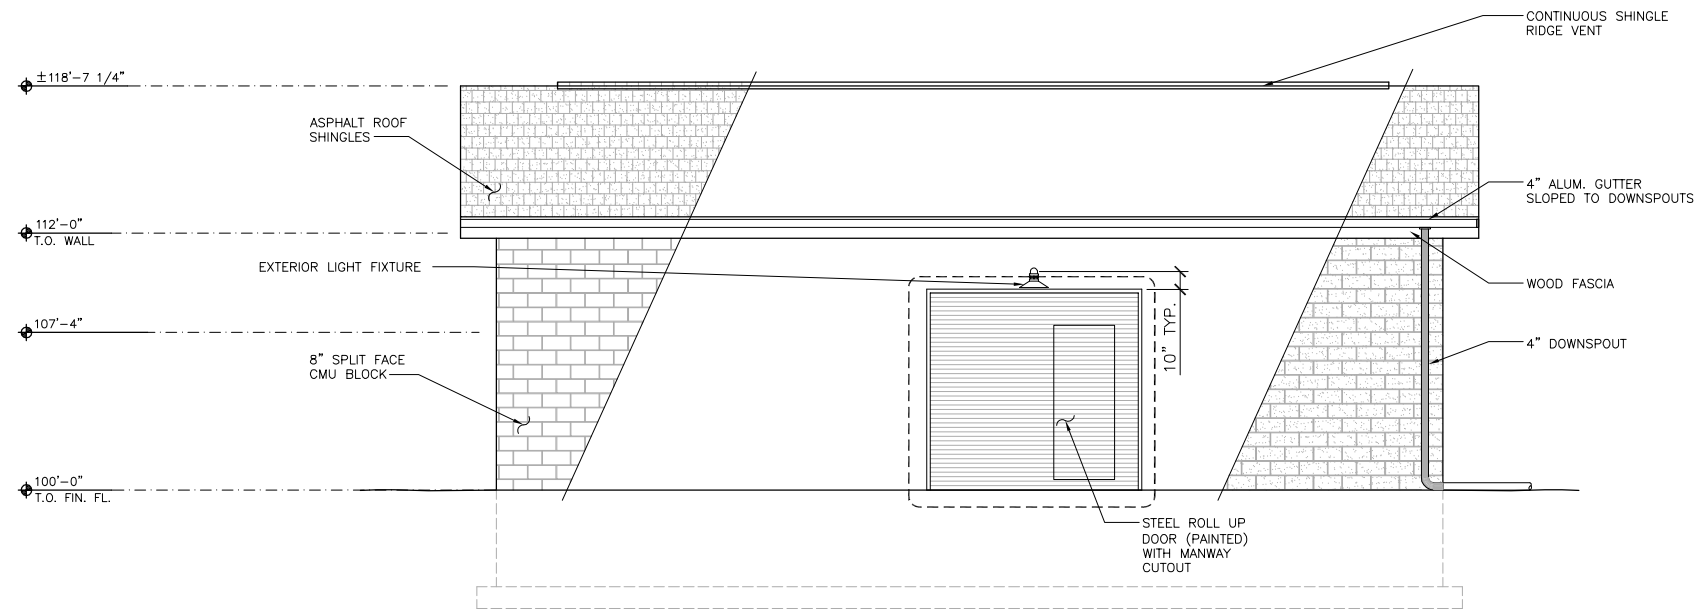 CONTINUOUS SHINGLE
RIDGE VENT
±118'-7 1/4"
ASPHALT ROOF
SHINGLES
4" ALUM. GUTTER
SLOPED TO DOWNSPOUTS
112'-0"
T.O. WALL
EXTERIOR LIGHT FIXTURE
WOOD FASCIA
10" TYP.
107'-4"
4" DOWNSPOUT
8" SPLIT FACE
CMU BLOCK
100'-0"
T.O. FIN. FL.
STEEL ROLL UP
DOOR (PAINTED)
WITH MANWAY
CUTOUT